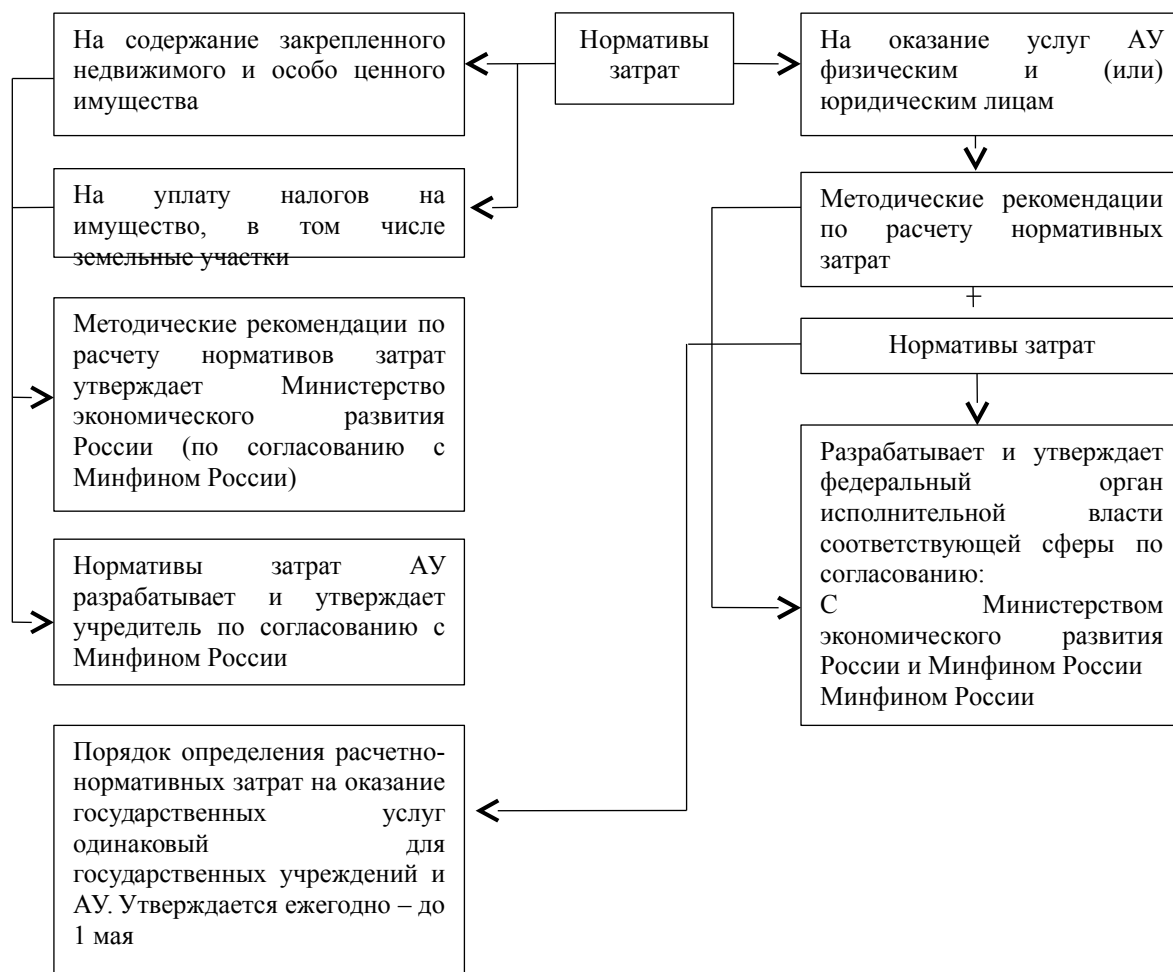 На содержание закрепленного
недвижимого и особо ценного
имущества
Нормативы
затрат
На оказание услуг АУ
физическим и (или)
юридическим лицам
На уплату налогов на
имущество, в том числе
земельные участки
Методические рекомендации
по расчету нормативных
затрат
Методические рекомендации по
расчету нормативов затрат
утверждает Министерство
экономического развития
России (по согласованию с
Минфином России)
Нормативы затрат
Разрабатывает и утверждает
федеральный орган
исполнительной власти
соответствующей сферы по
согласованию:
С Министерством
экономического развития
России и Минфином России
Минфином России
Нормативы затрат АУ
разрабатывает и утверждает
учредитель по согласованию с
Минфином России
Порядок определения расчетно-
нормативных затрат на оказание
государственных услуг
одинаковый для
государственных учреждений и
АУ. Утверждается ежегодно – до
1 мая